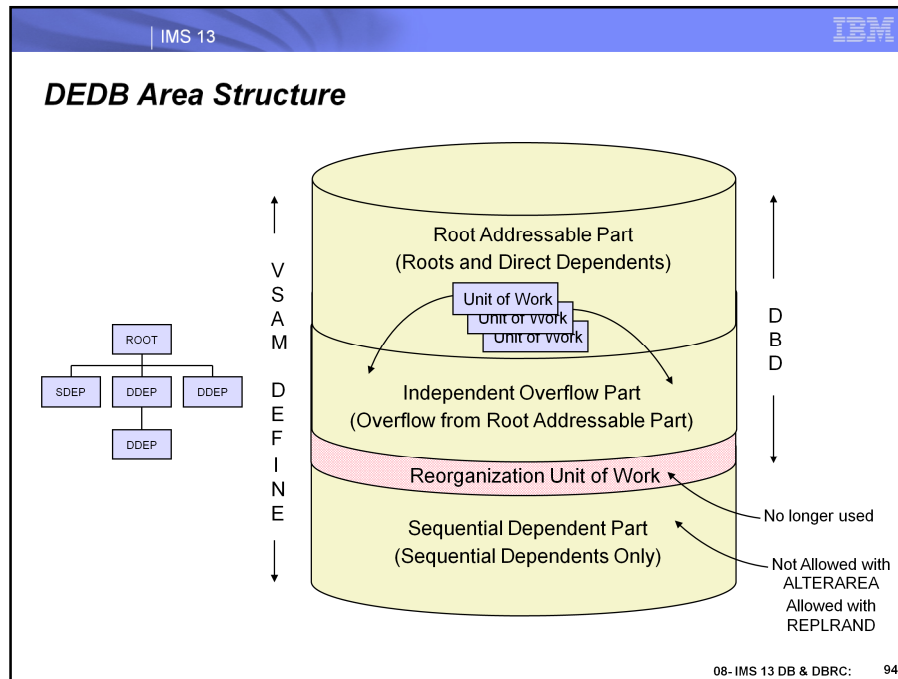 IMS 13
IBM
DEDB Area Structure
Root Addressable Part
(Roots and Direct Dependents)
Unit of Work
Unit of Work
Unit of Work
VSAM DEFINE
DBD
ROOT
SDEP
DDEP
DDEP
DDEP
Independent Overflow Part
(Overflow from Root Addressable Part)
Reorganization Unit of Work
No longer used
Sequential Dependent Part
(Sequential Dependents Only)
Not Allowed with
ALTERAREA
Allowed with
REPLRAND
08- IMS 13 DB & DBRC: 94